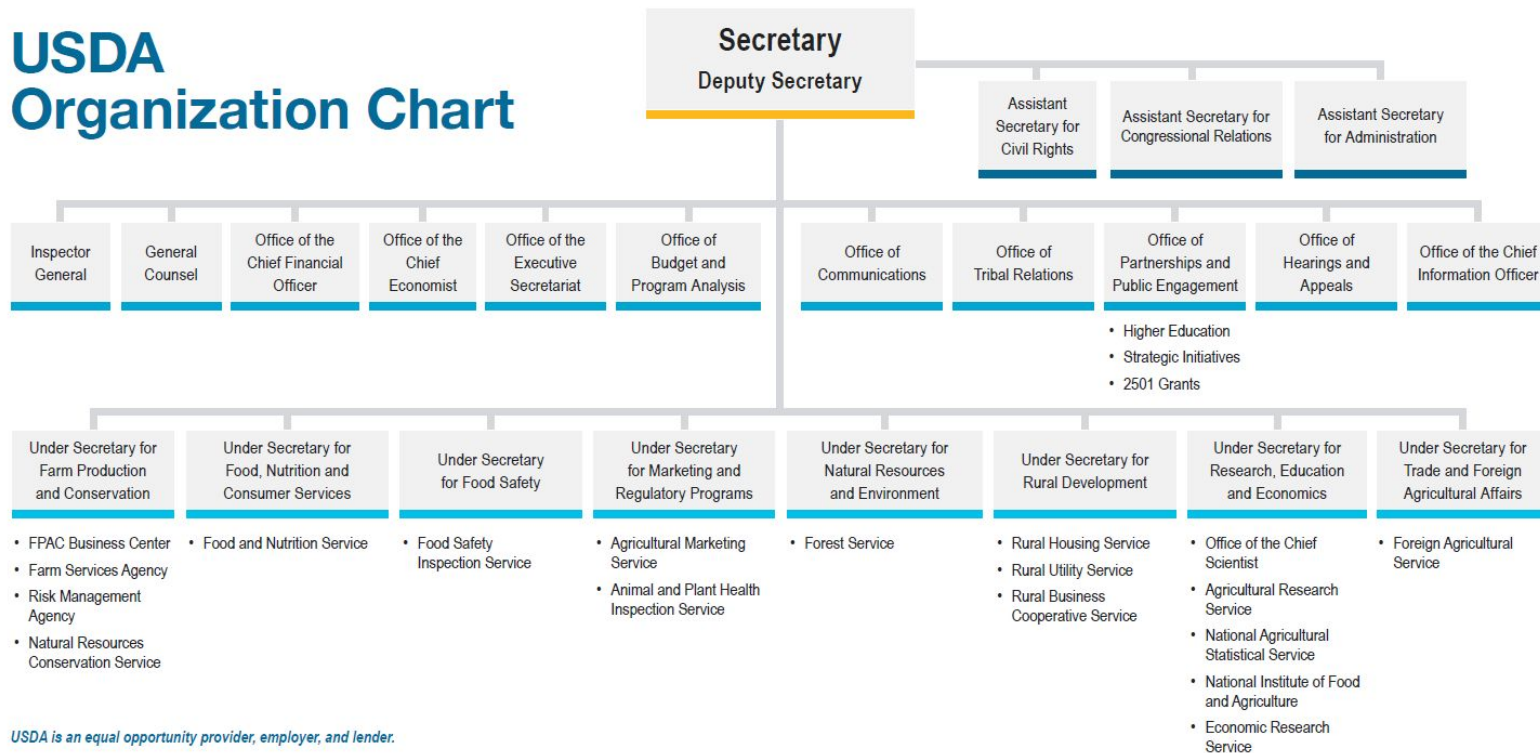 USDA
Organization Chart
Secretary
Deputy Secretary
Assistant
Secretary for
Civil Rights
Assistant Secretary for
Congressional Relations
Assistant Secretary
for Administration
Inspector
General
General
Counsel
Office of the
Chief Financial
Officer
Office of the
Chief
Economist
Office of the
Executive
Secretariat
Office of
Budget and
Program Analysis
Office of
Communications
Office of
Tribal Relations
Office of
Partnerships and
Public Engagement
• Higher Education
• Strategic Initiatives
• 2501 Grants
Office of
Hearings and
Appeals
Office of the Chief
Information Officer
Under Secretary for
Farm Production
and Conservation
• FPAC Business Center
• Farm Services Agency
• Risk Management
Agency
• Natural Resources
Conservation Service
Under Secretary for
Food, Nutrition and
Consumer Services
• Food and Nutrition Service
Under Secretary
for Food Safety
• Food Safety
Inspection Service
Under Secretary
for Marketing and
Regulatory Programs
• Agricultural Marketing
Service
• Animal and Plant Health
Inspection Service
Under Secretary for
Natural Resources
and Environment
• Forest Service
Under Secretary for
Rural Development
• Rural Housing Service
• Rural Utility Service
• Rural Business
Cooperative Service
Under Secretary for
Research, Education
and Economics
• Office of the Chief
Scientist
• Agricultural Research
Service
• National Agricultural
Statistical Service
• National Institute of Food
and Agriculture
• Economic Research
Service
Under Secretary for
Trade and Foreign
Agricultural Affairs
• Foreign Agricultural
Service
USDA is an equal opportunity provider, employer, and lender.